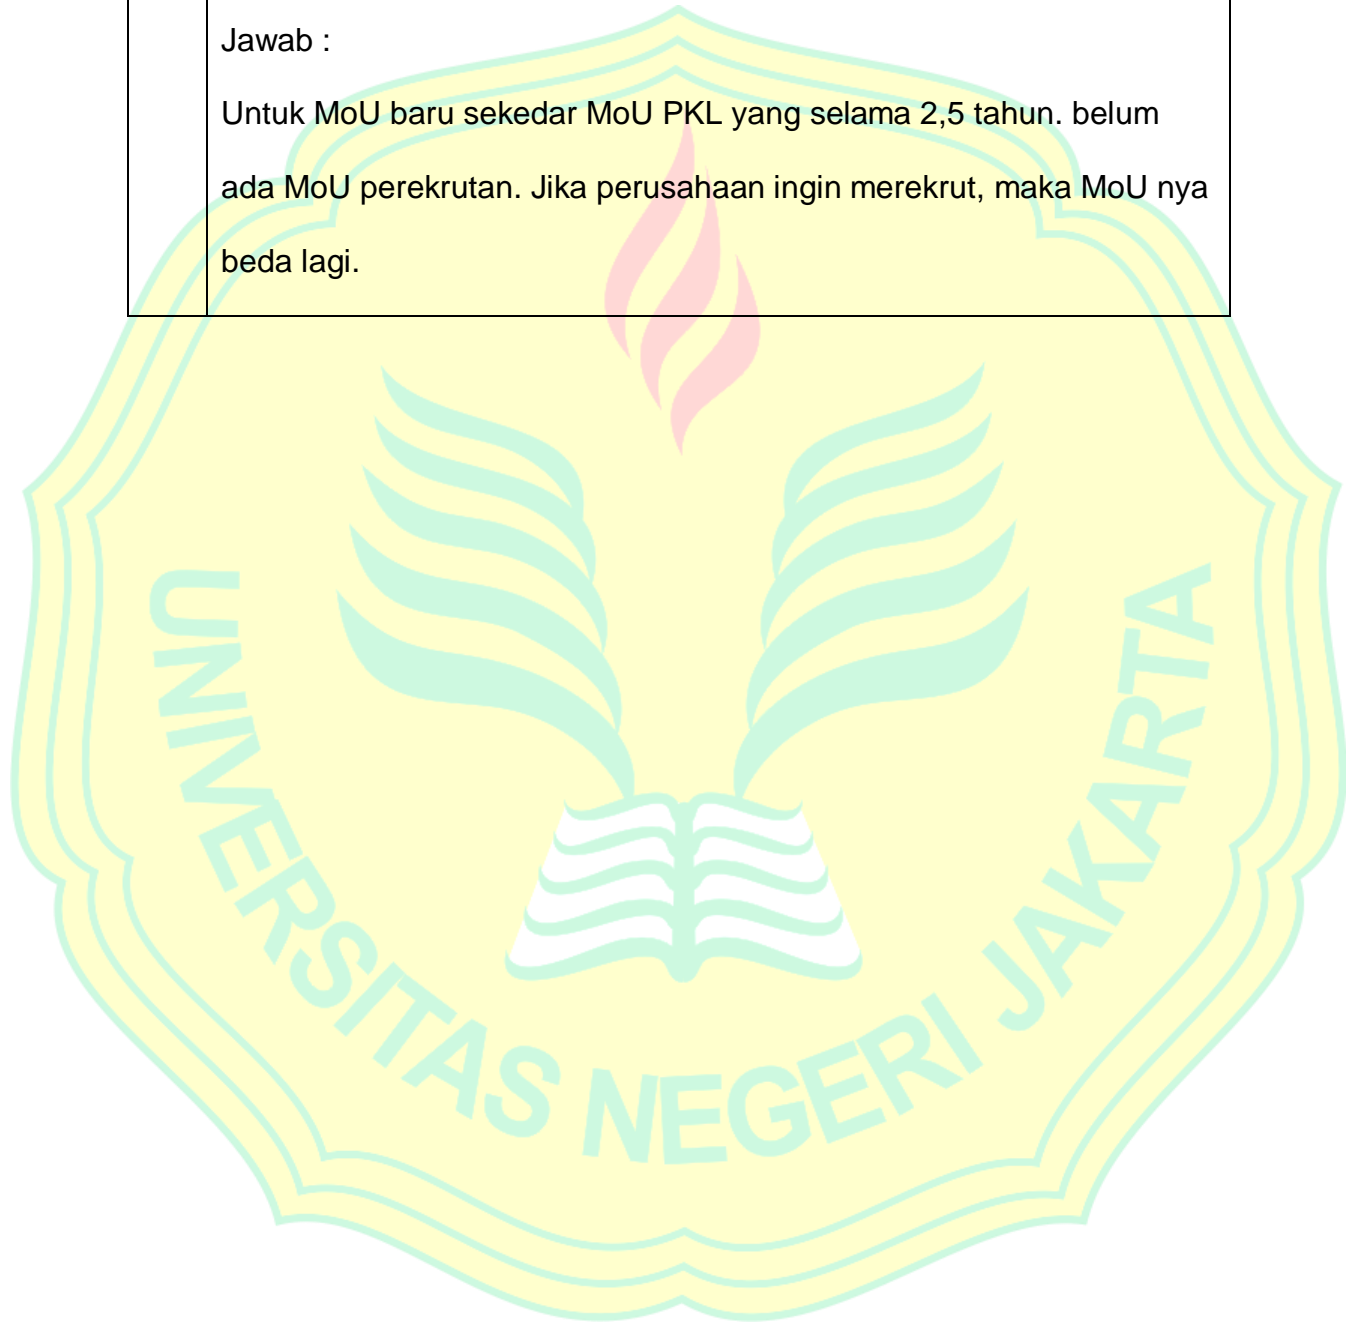 Jawab :
Untuk MoU baru sekedar MoU PKL yang selama 2,5 tahun. belum
ada MoU perekrutan. Jika perusahaan ingin merekrut, maka MoU nya
beda lagi.
UNIVERSITAS NEGERI JAKARTA